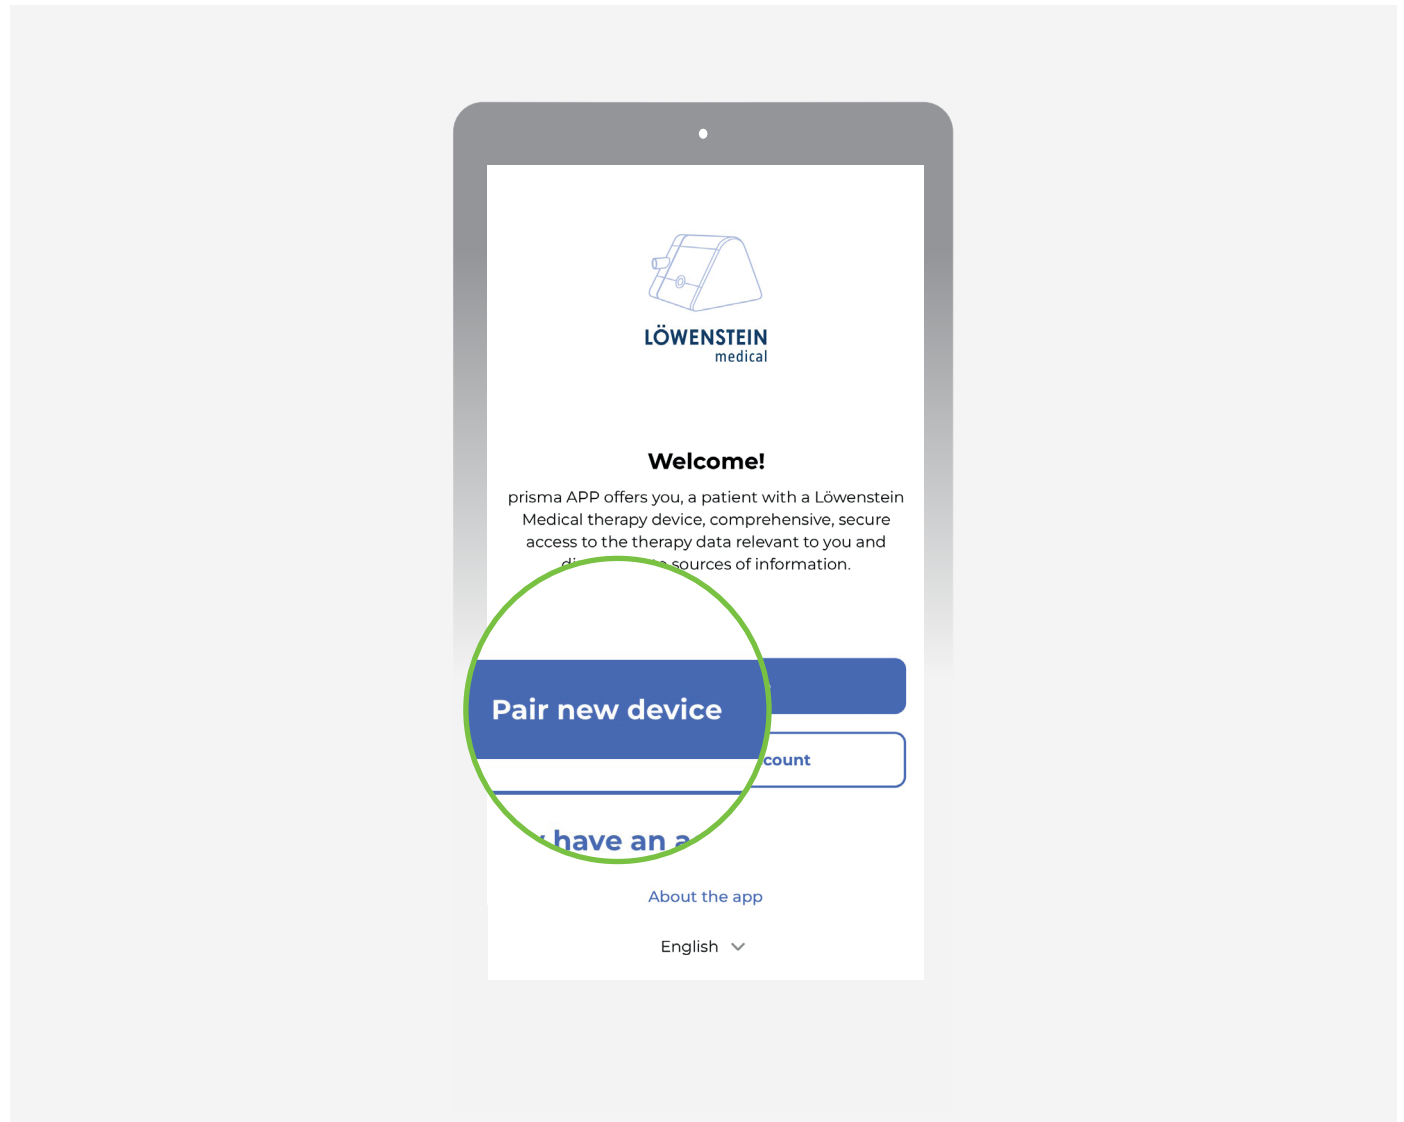 LÖWENSTEIN
medical
Welcome!
prisma APP offers you, a patient with a Löwenstein
Medical therapy device, comprehensive, secure
access to the therapy data relevant to you and
sources of information.
Pair new device
count
have an a
About the app
English